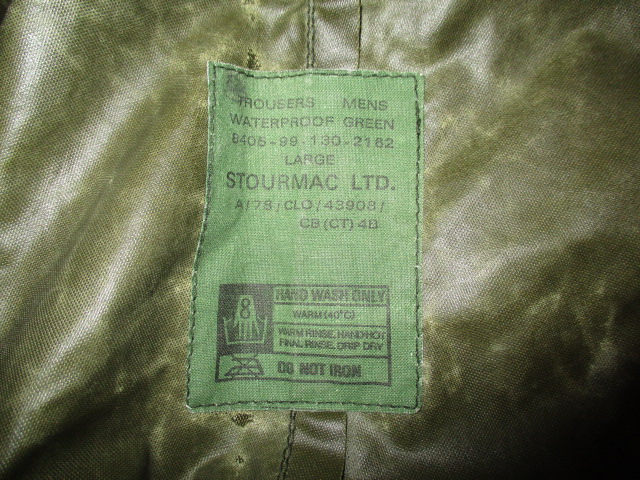 TROUSERS MENS
WATERPROOF GREEN
8405-99-130-2182
LARGE
STOURMAC LTD.
A/78/CLO/43908/
CB(CT)4B
8
HAND WASH ONLY
WARM (40°C)
WARM RINSE, HAND HOT
FINAL RINSE. DRIP DRY
DO NOT IRON